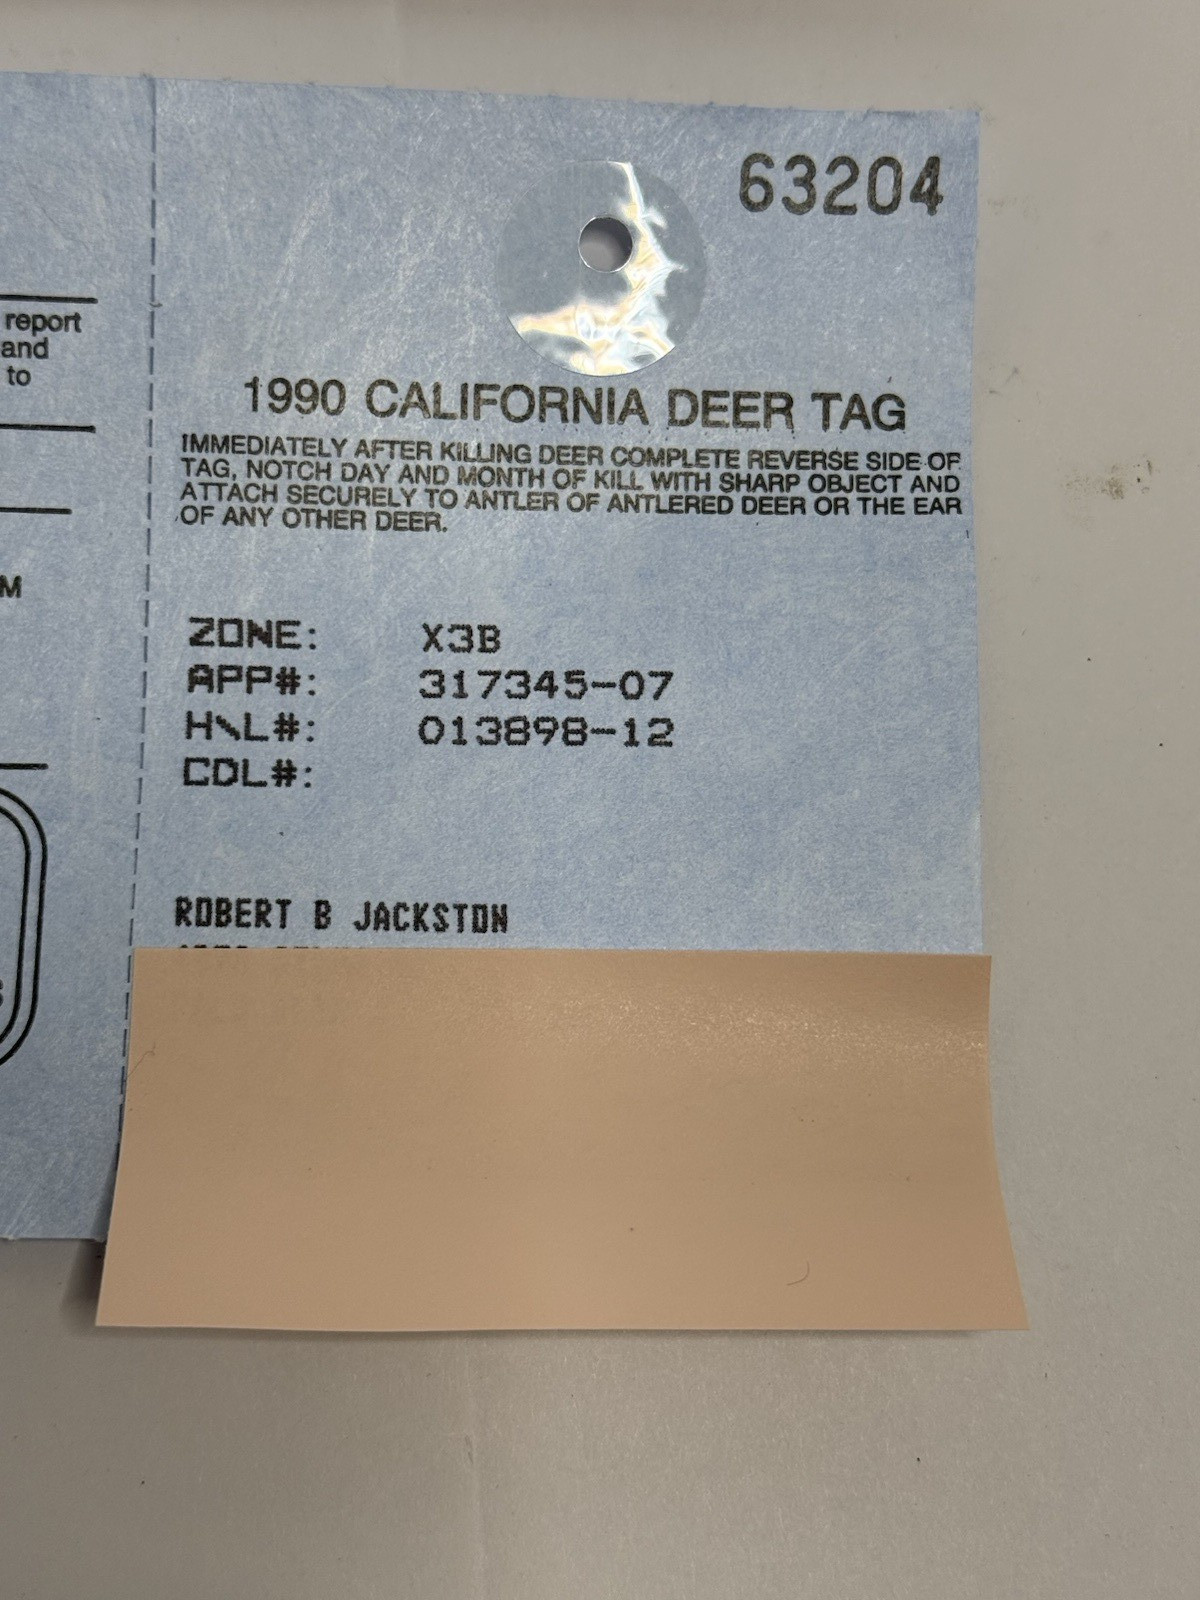 63204
report
and
to
M
1990 CALIFORNIA DEER TAG
IMMEDIATELY AFTER KILLING DEER COMPLETE REVERSE SIDE OF
TAG, NOTCH DAY AND MONTH OF KILL WITH SHARP OBJECT AND
ATTACH SECURELY TO ANTLER OF ANTLERED DEER OR THE EAR
OF ANY OTHER DEER.
ZONE: X3B
APP#: 317345-07
H\L#: 013898-12
CDL#:
ROBERT B JACKSTON